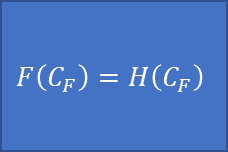 F(C_F) = H(C_F)